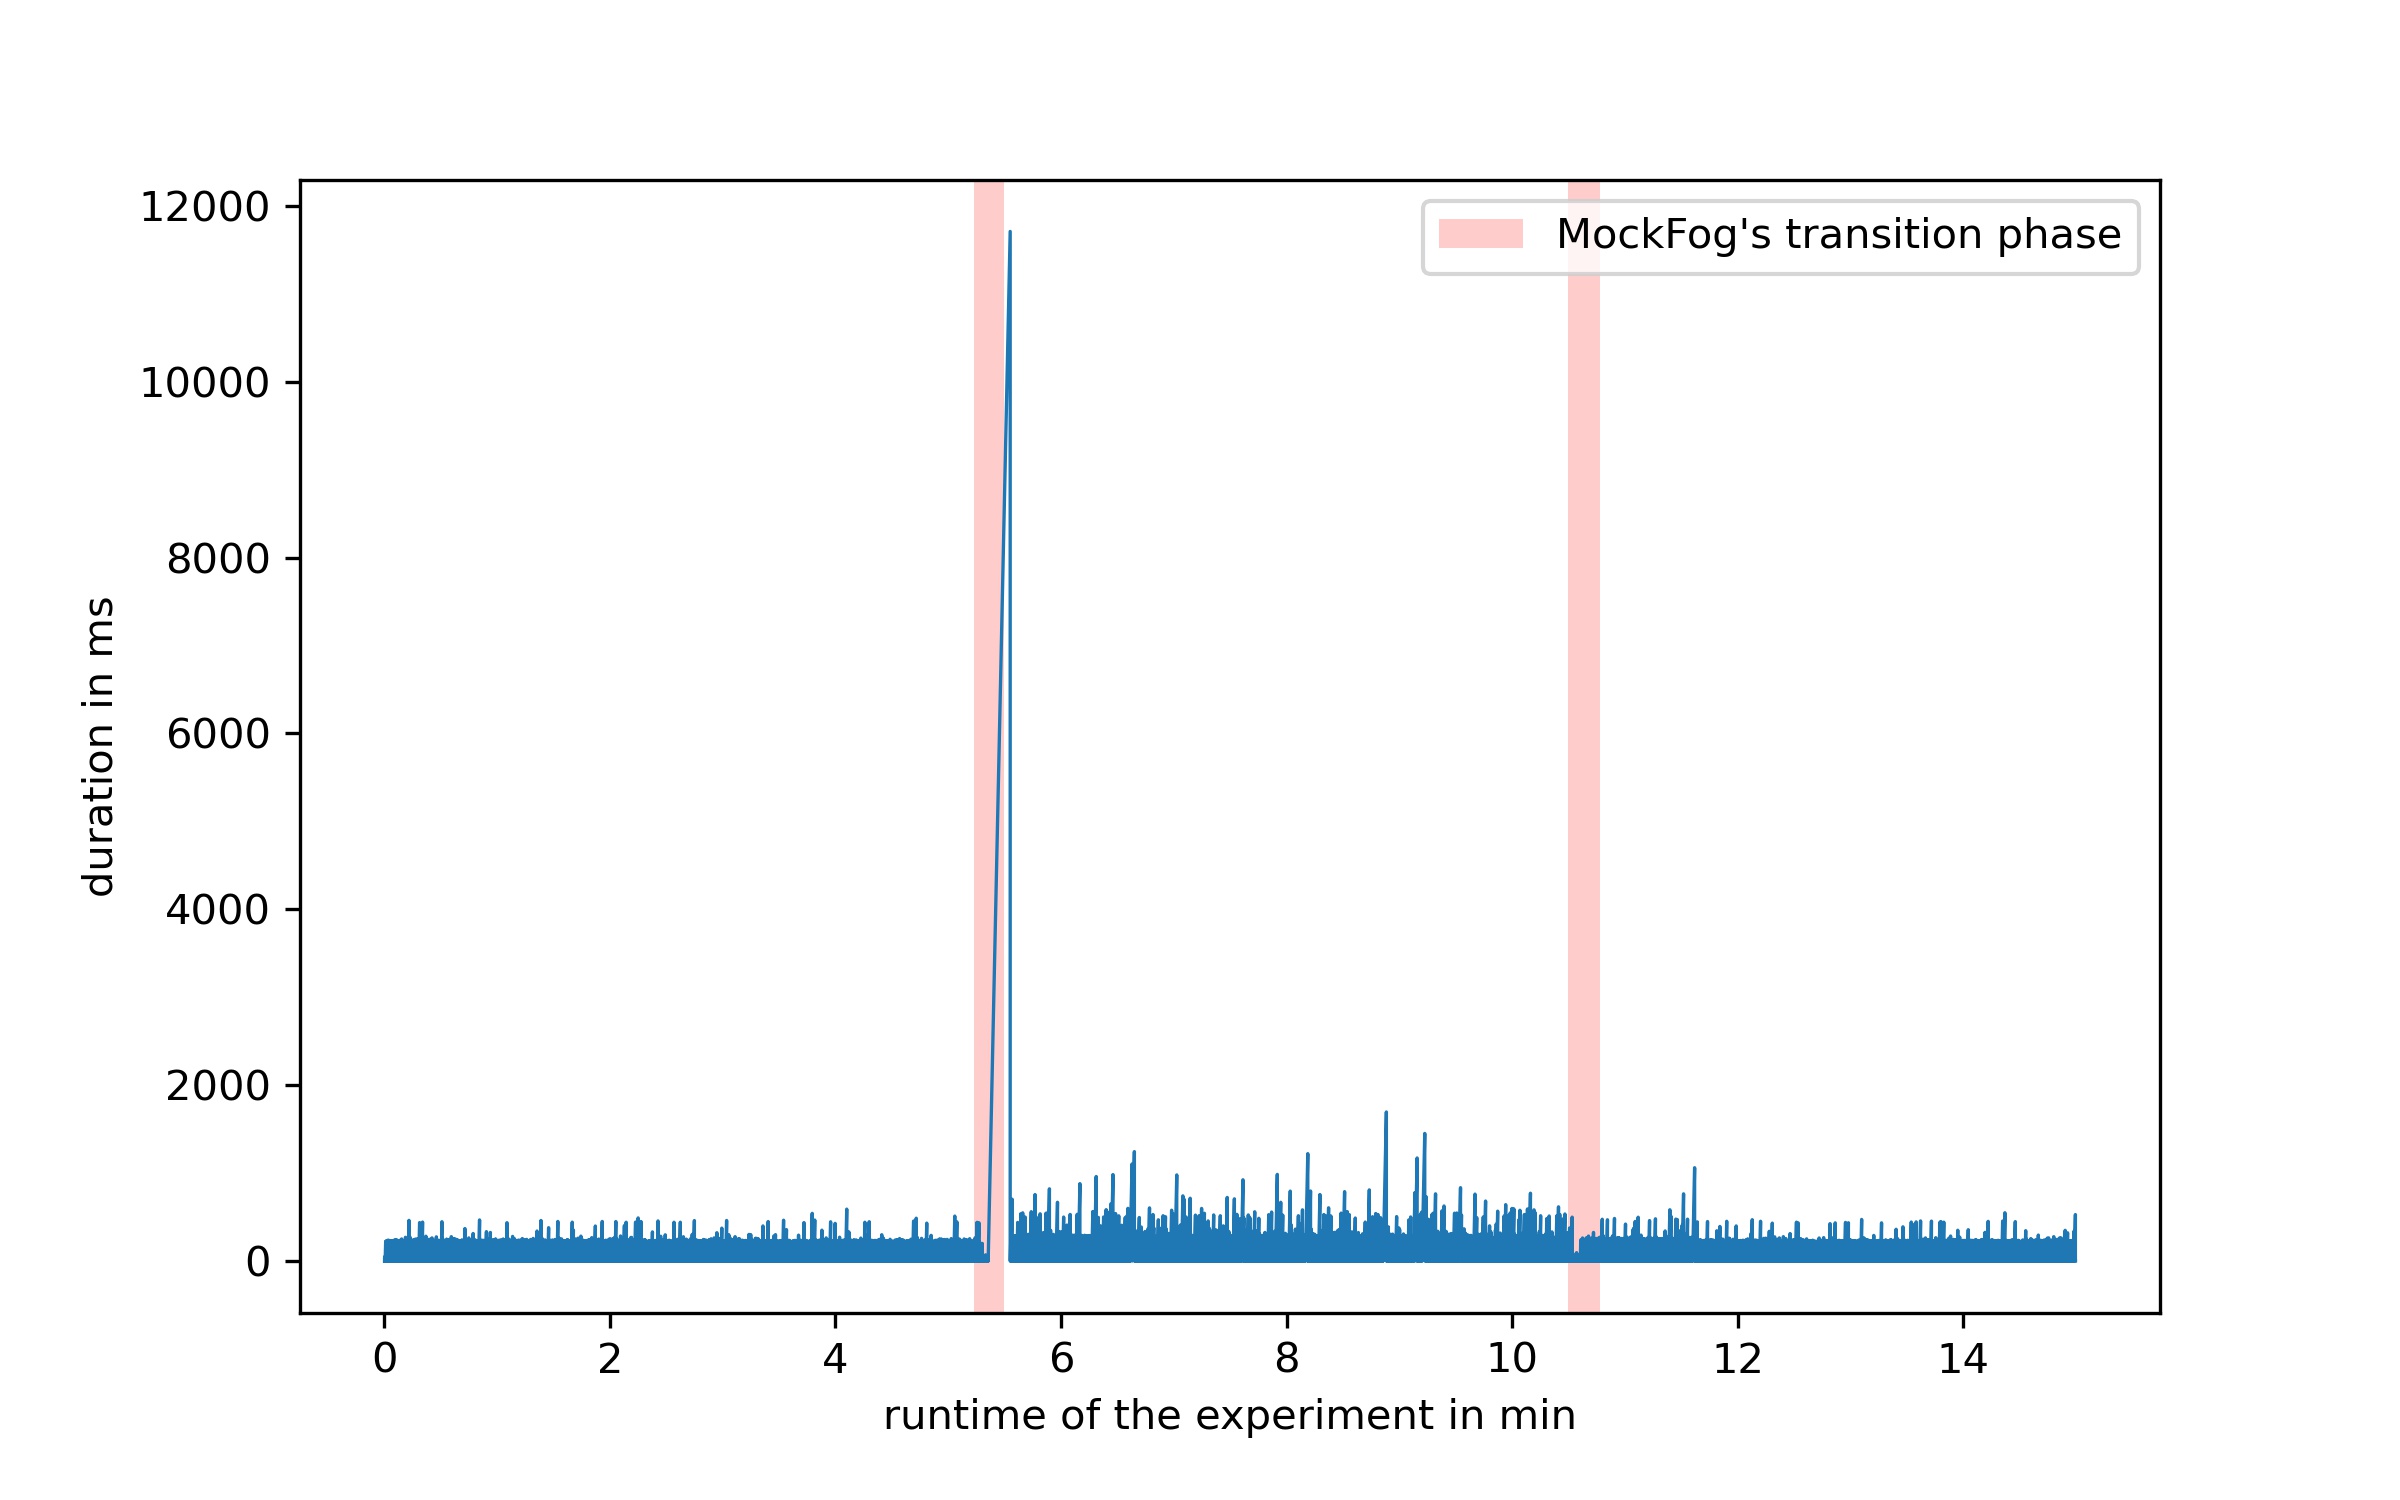 MockFog's transition phase
12000
10000
8000
6000
4000
2000
0
duration in ms
0 2 4 6 8 10 12 14
runtime of the experiment in min